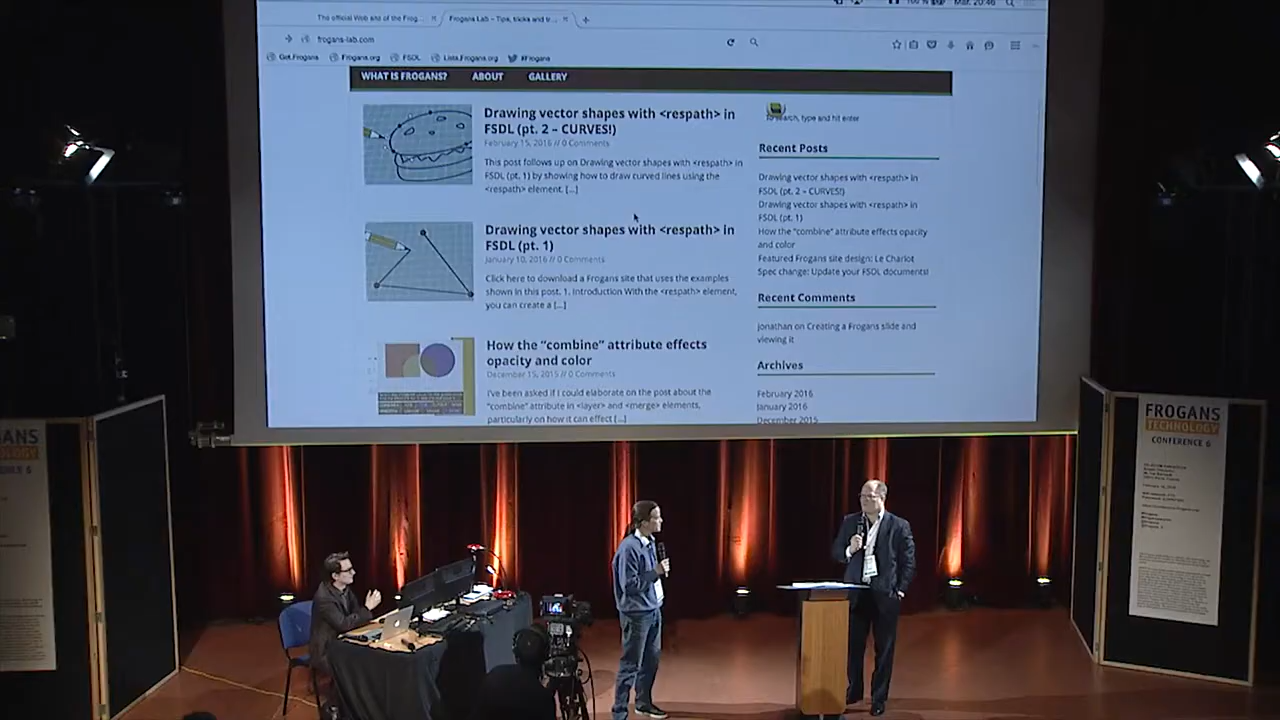 The official Web site of the Frog...
Frogans Lab – Tips, tricks and tr...
100 %
Mar. 20:46
frogans-lab.com
Get.Frogans
Frogans.org
FSDL
Lists.Frogans.org
#Frogans
WHAT IS FROGANS?
ABOUT
GALLERY
Drawing vector shapes with <respath> in
FSDL (pt. 2 – CURVES!)
February 15, 2016 // 0 Comments
This post follows up on Drawing vector shapes with <respath> in
FSDL (pt. 1) by showing how to draw curved lines using the
<respath> element. [...]
Drawing vector shapes with <respath> in
FSDL (pt. 1)
January 10, 2016 // 0 Comments
Click here to download a Frogans site that uses the examples
shown in this post. 1. Introduction With the <respath> element,
you can create a [...]
How the “combine” attribute effects
opacity and color
December 15, 2015 // 0 Comments
I've been asked if I could elaborate on the post about the
“combine” attribute in <layer> and <merge> elements,
particularly on how it can effect [...]
To search, type and hit enter
Recent Posts
Drawing vector shapes with <respath> in
FSDL (pt. 2 – CURVES!)
Drawing vector shapes with <respath> in
FSDL (pt. 1)
How the “combine” attribute effects opacity
and color
Featured Frogans site design: Le Chariot
Spec change: Update your FSDL documents!
Recent Comments
jonathan on Creating a Frogans slide and
viewing it
Archives
February 2016
January 2016
December 2015
FROGANS
TECHNOLOGY
CONFERENCE 6